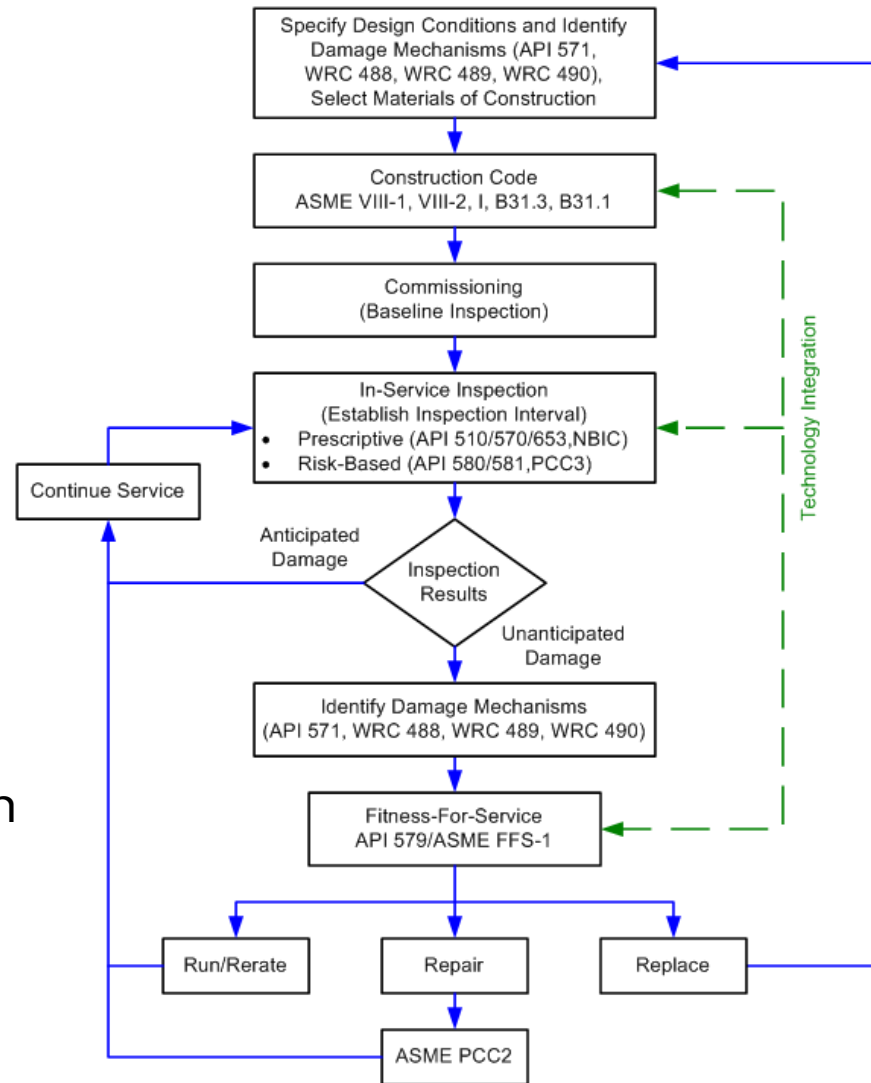 Specify Design Conditions and Identify
Damage Mechanisms (API 571,
WRC 488, WRC 489, WRC 490),
Select Materials of Construction
Construction Code
ASME VIII-1, VIII-2, I, B31.3, B31.1
Commissioning
(Baseline Inspection)
Technology Integration
In-Service Inspection
(Establish Inspection Interval)
• Prescriptive (API 510/570/653,NBIC)
• Risk-Based (API 580/581,PCC3)
Continue Service
Anticipated
Damage
Inspection
Results
Unanticipated
Damage
Identify Damage Mechanisms
(API 571, WRC 488, WRC 489, WRC 490)
n
Fitness-For-Service
API 579/ASME FFS-1
Run/Rerate
Repair
Replace
ASME PCC2